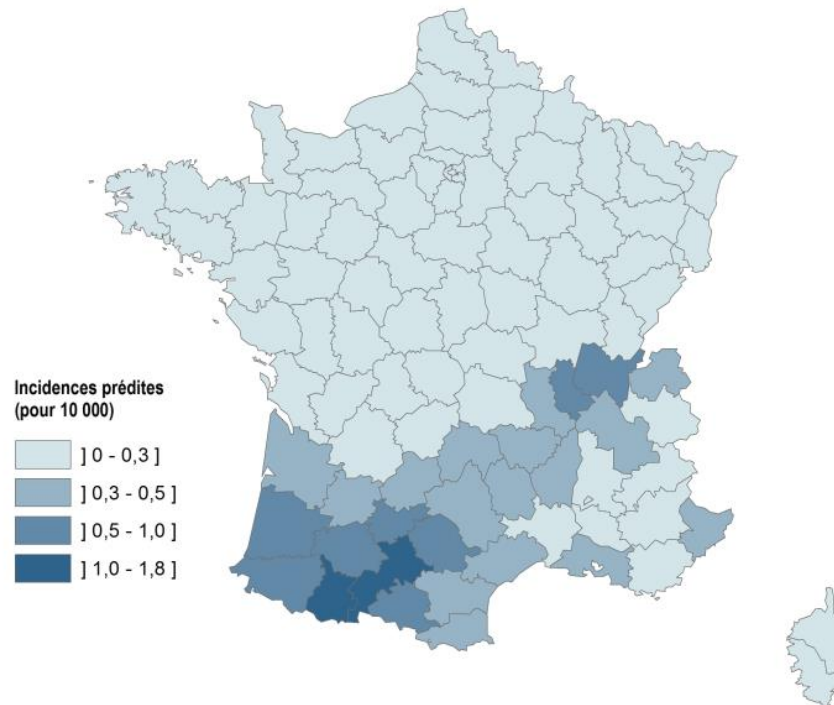 Incidences prédites
(pour 10 000)
] 0 - 0,3 ]
] 0,3 - 0,5 ]
] 0,5 - 1,0 ]
] 1,0 - 1,8 ]